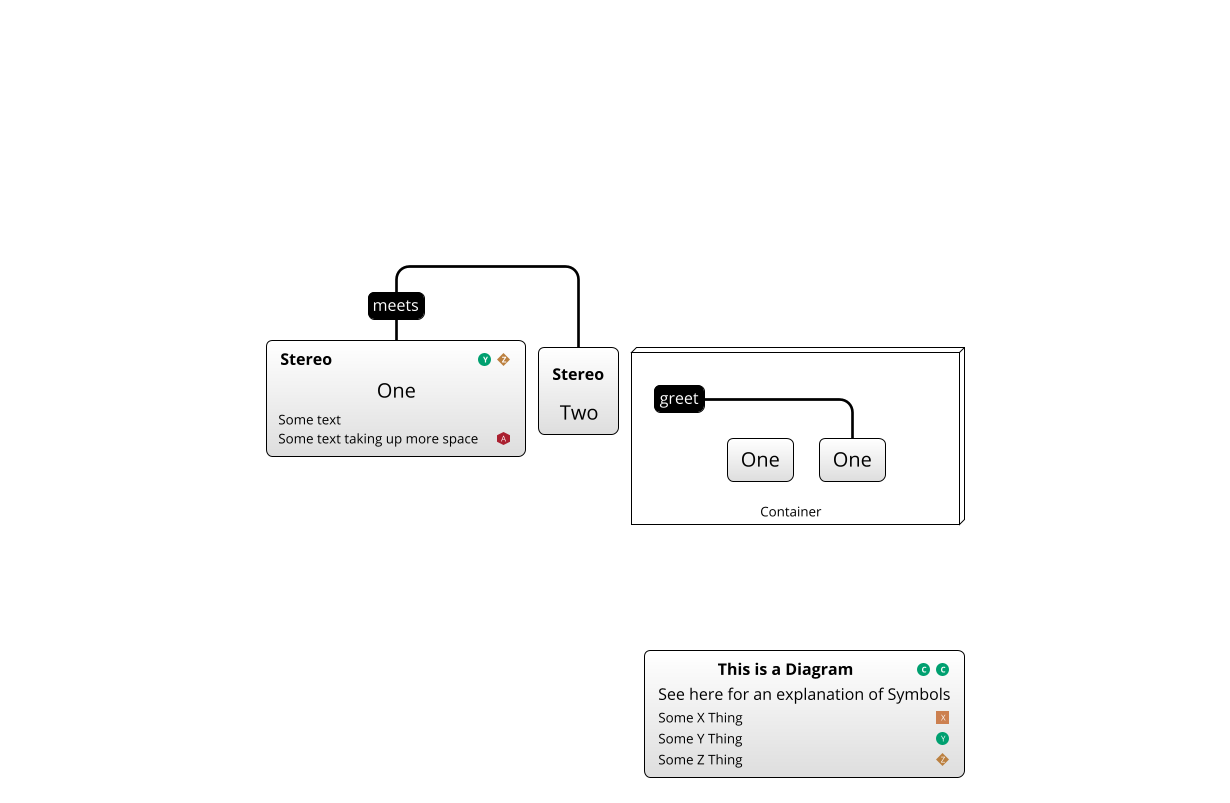 meets
Stereo Y Z
One
Some text
Some text taking up more space A
Stereo
Two
greet
One One
Container
This is a Diagram C C
See here for an explanation of Symbols
Some X Thing X
Some Y Thing Y
Some Z Thing Z